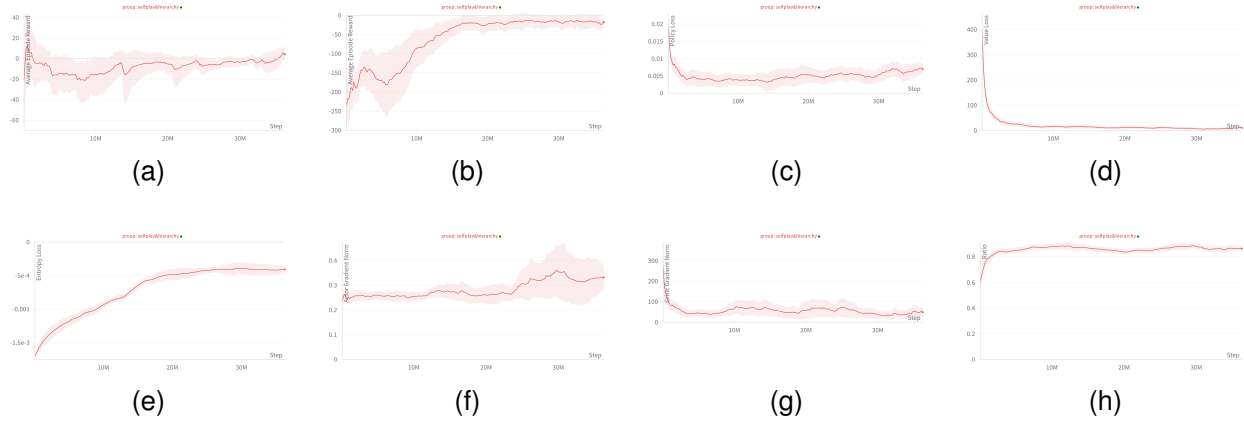 group: selfplay&hierarchy
Average Episode Reward
40
20
0
-20
-40
-60
10M
20M
30M
Step
(a)
group: selfplay&hierarchy
Average Episode Reward
0
-50
-100
-150
-200
-250
-300
10M
20M
30M
Step
(b)
group: selfplay&hierarchy
Policy Loss
0.02
0.015
0.01
0.005
0
10M
20M
30M
Step
(c)
group: selfplay&hierarchy
Value Loss
400
300
200
100
0
10M
20M
30M
Step
(d)
group: selfplay&hierarchy
Entropy Loss
0
-5e-4
-0.001
-1.5e-3
10M
20M
30M
Step
(e)
group: selfplay&hierarchy
Actor Gradient Norm
0.4
0.3
0.2
0.1
0
10M
20M
30M
Step
(f)
group: selfplay&hierarchy
Gradient Norm
300
200
100
0
10M
20M
30M
Step
(g)
group: selfplay&hierarchy
Ratio
0.8
0.6
0.4
0.2
0
10M
20M
30M
Step
(h)